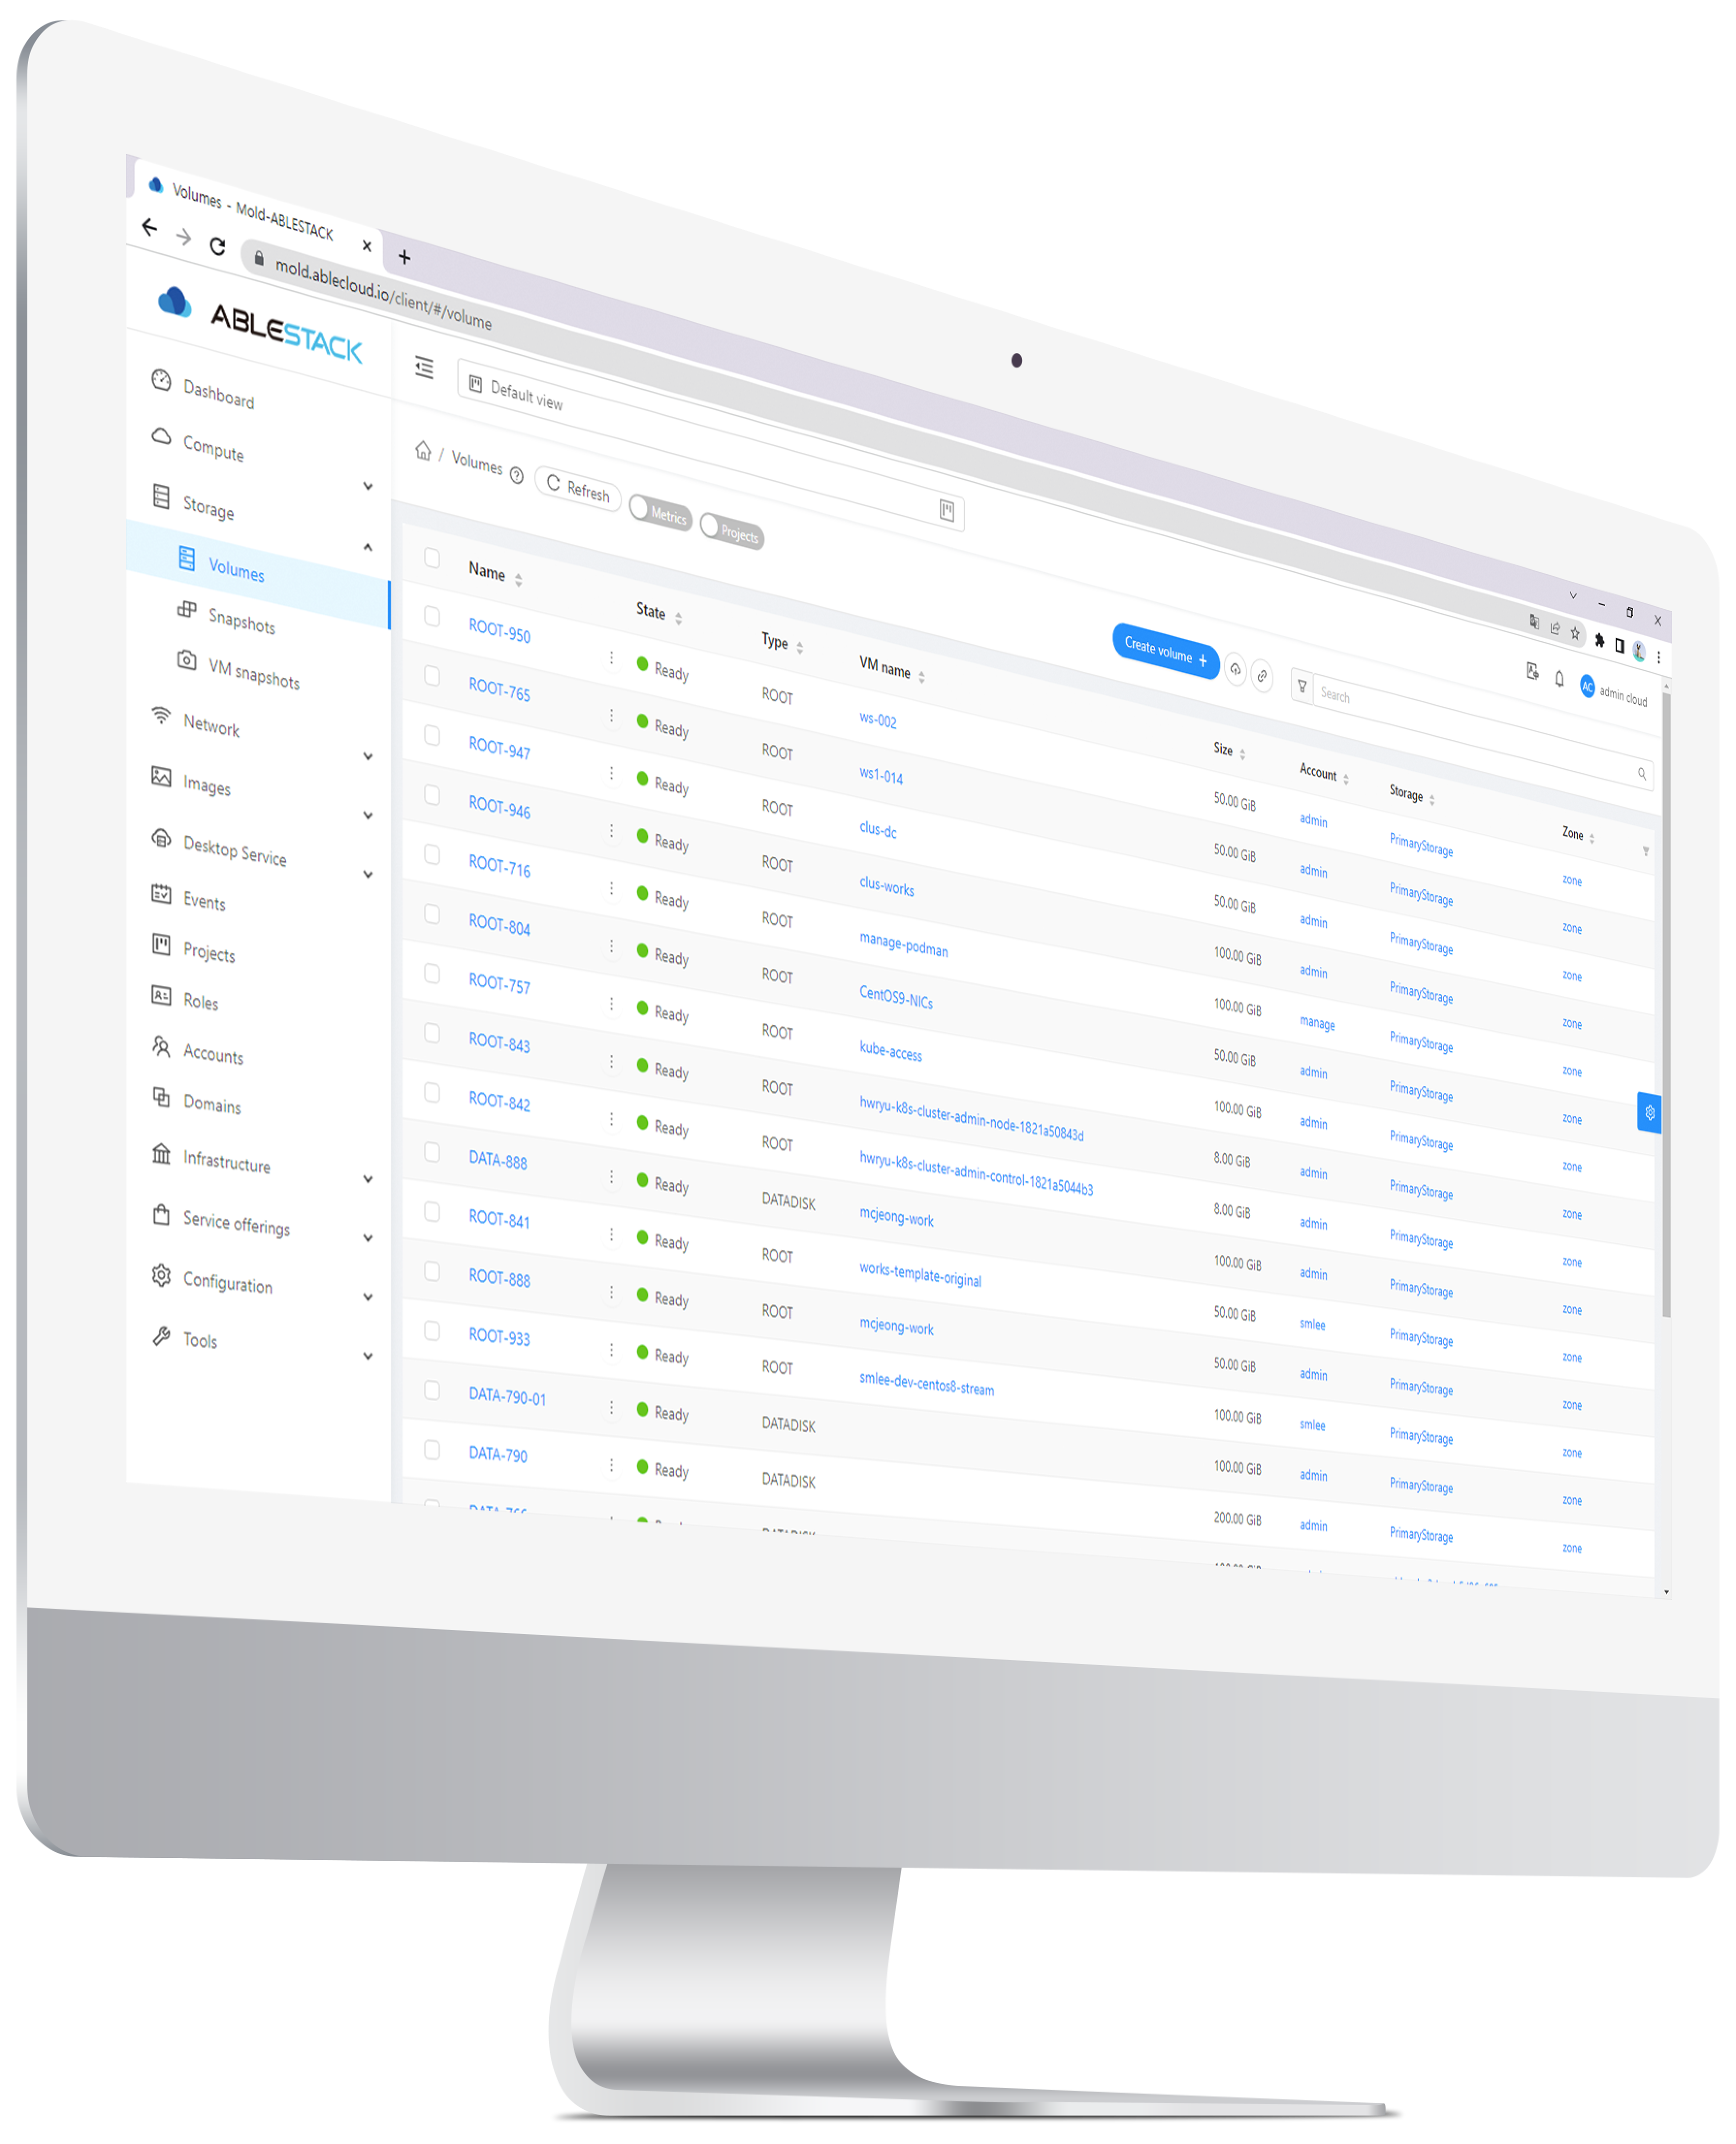 Volumes - Mold-ABLESTACK
mold.ablecloud.io/client/#/volume
ABLESTACK
Default view
AC admin cloud
Dashboard
Compute
Storage
Volumes
Snapshots
VM snapshots
Network
Images
Desktop Service
Events
Projects
Roles
Accounts
Domains
Infrastructure
Service offerings
Configuration
Tools
/ Volumes Refresh Metrics Projects
Create volume + Search
Name State Type VM name Size Account Storage Zone
ROOT-950 Ready ROOT ws-002 50.00 GiB admin PrimaryStorage zone
ROOT-765 Ready ROOT ws1-014 50.00 GiB admin PrimaryStorage zone
ROOT-947 Ready ROOT clus-dc 50.00 GiB admin PrimaryStorage zone
ROOT-946 Ready ROOT clus-works 100.00 GiB admin PrimaryStorage zone
ROOT-716 Ready ROOT manage-podman 100.00 GiB manage PrimaryStorage zone
ROOT-804 Ready ROOT CentOS9-NICs 50.00 GiB admin PrimaryStorage zone
ROOT-757 Ready ROOT kube-access 100.00 GiB admin PrimaryStorage zone
ROOT-843 Ready ROOT hwryu-k8s-cluster-admin-node-1821a50843d 8.00 GiB admin PrimaryStorage zone
ROOT-842 Ready ROOT hwryu-k8s-cluster-admin-control-1821a5044b3 8.00 GiB admin PrimaryStorage zone
DATA-888 Ready DATADISK mcjeong-work 100.00 GiB admin PrimaryStorage zone
ROOT-841 Ready ROOT works-template-original 50.00 GiB smlee PrimaryStorage zone
ROOT-888 Ready ROOT mcjeong-work 50.00 GiB admin PrimaryStorage zone
ROOT-933 Ready ROOT smlee-dev-centos8-stream 100.00 GiB smlee PrimaryStorage zone
DATA-790-01 Ready DATADISK 100.00 GiB admin PrimaryStorage zone
DATA-790 Ready DATADISK 200.00 GiB admin PrimaryStorage zone